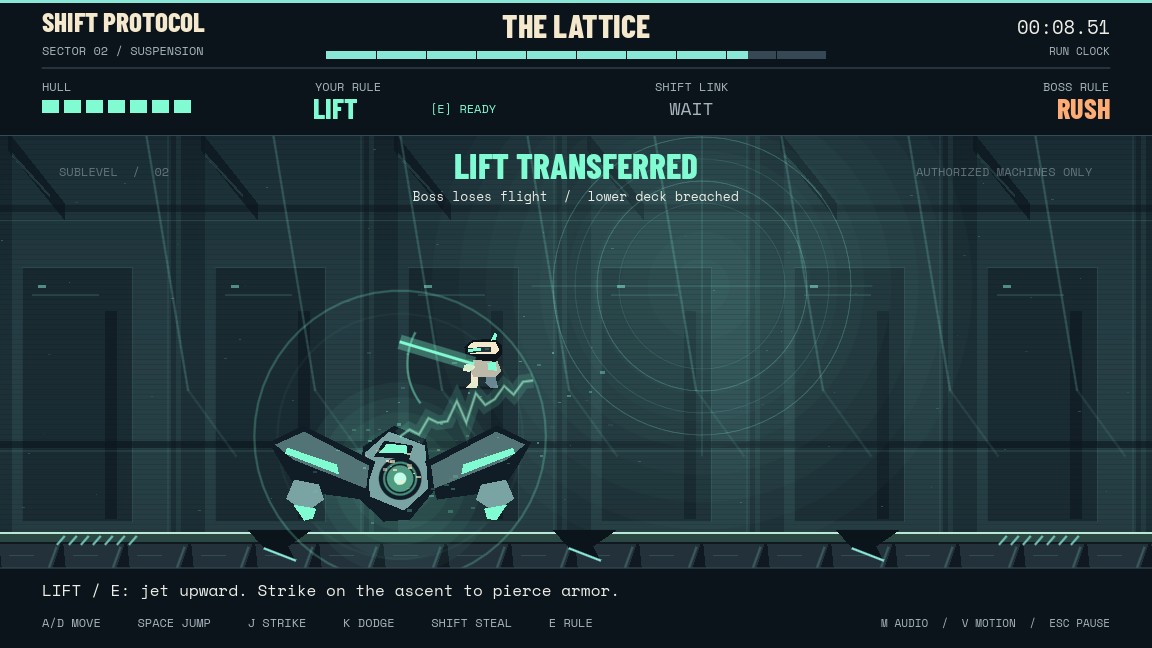 SHIFT PROTOCOL
THE LATTICE
00:08.51
SECTOR 02 / SUSPENSION
RUN CLOCK
HULL
YOUR RULE
SHIFT LINK
BOSS RULE
LIFT
[E] READY
WAIT
RUSH
LIFT TRANSFERRED
SUBLEVEL / 02
AUTHORIZED MACHINES ONLY
Boss loses flight / lower deck breached
LIFT / E: jet upward. Strike on the ascent to pierce armor.
A/D MOVE SPACE JUMP J STRIKE K DODGE SHIFT STEAL E RULE
M AUDIO / V MOTION / ESC PAUSE